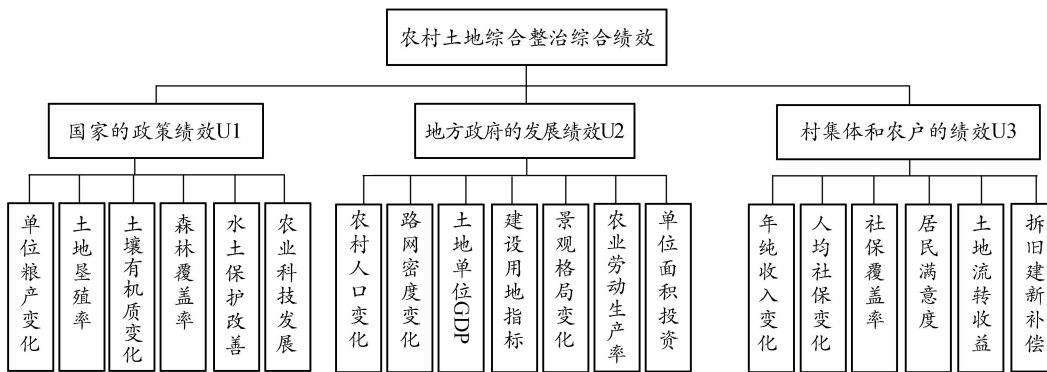 农村土地综合整治综合绩效
国家的政策绩效U1
地方政府的发展绩效U2
村集体和农户的绩效U3
单位粮产变化
土地垦殖率
土壤有机质变化
森林覆盖率
水土保护改善
农业科技发展
农村人口变化
路网密度变化
土地单位GDP
建设用地指标
景观格局变化
农业劳动生产率
单位面积投资
年纯收入变化
人均社保变化
社保覆盖率
居民满意度
土地流转收益
拆旧建新补偿